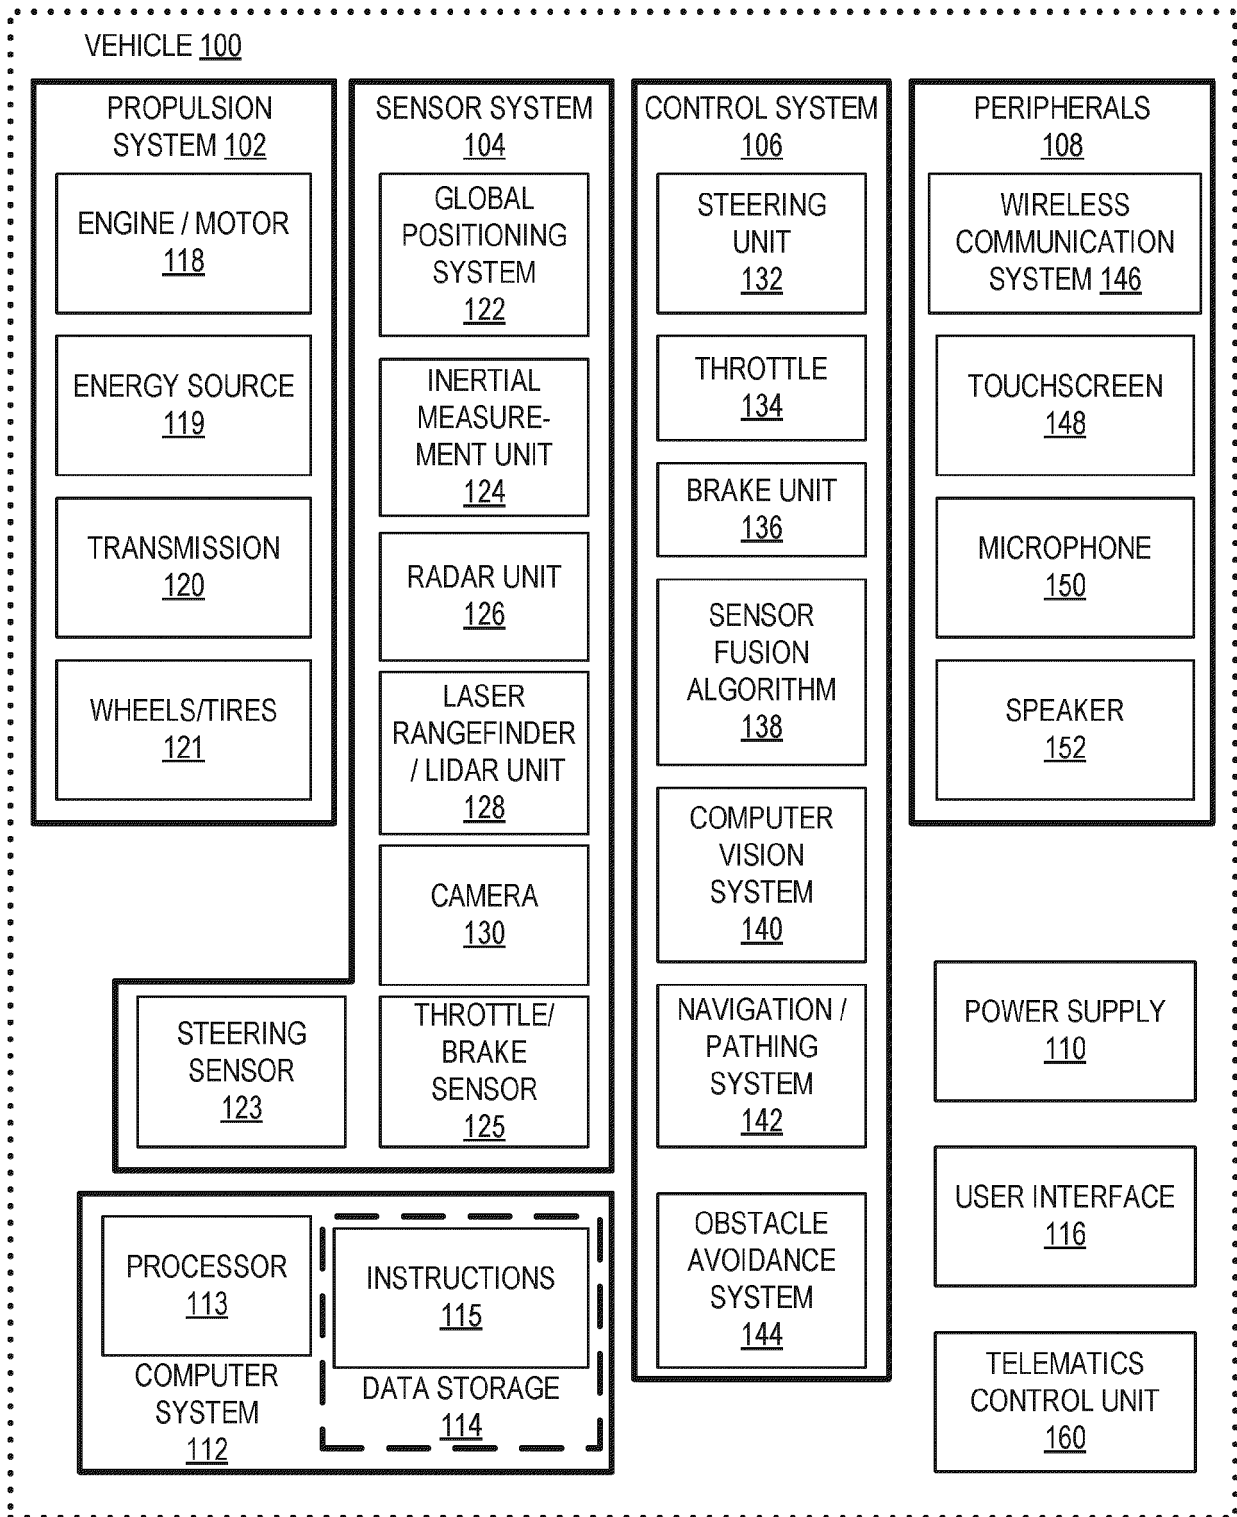 VEHICLE 100
PROPULSION
SYSTEM 102
ENGINE / MOTOR
118
ENERGY SOURCE
119
TRANSMISSION
120
WHEELS/TIRES
121
SENSOR SYSTEM
104
GLOBAL
POSITIONING
SYSTEM
122
INERTIAL
MEASURE-
MENT UNIT
124
RADAR UNIT
126
LASER
RANGEFINDER
/ LIDAR UNIT
128
CAMERA
130
STEERING
SENSOR
123
THROTTLE/
BRAKE
SENSOR
125
CONTROL SYSTEM
106
STEERING
UNIT
132
THROTTLE
134
BRAKE UNIT
136
SENSOR
FUSION
ALGORITHM
138
COMPUTER
VISION
SYSTEM
140
NAVIGATION /
PATHING
SYSTEM
142
OBSTACLE
AVOIDANCE
SYSTEM
144
PERIPHERALS
108
WIRELESS
COMMUNICATION
SYSTEM 146
TOUCHSCREEN
148
MICROPHONE
150
SPEAKER
152
POWER SUPPLY
110
USER INTERFACE
116
TELEMATICS
CONTROL UNIT
160
PROCESSOR
113
COMPUTER
SYSTEM
112
INSTRUCTIONS
115
DATA STORAGE
114